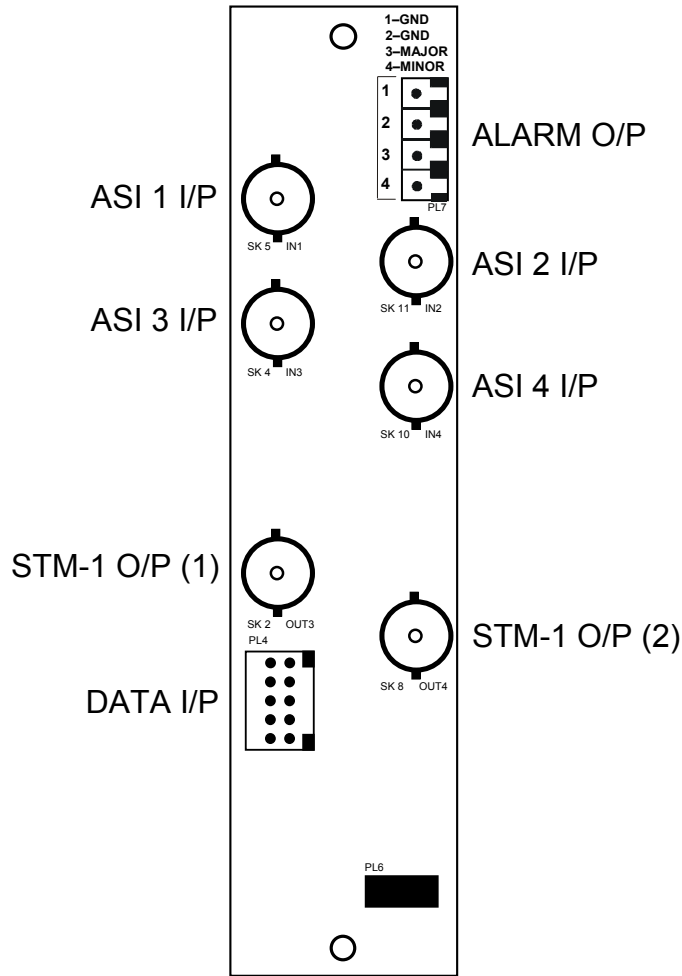 1–GND
2–GND
3–MAJOR
4–MINOR
1
2
3
4
ALARM O/P
PL7
ASI 1 I/P
SK 5 IN1
ASI 2 I/P
SK 11 IN2
ASI 3 I/P
SK 4 IN3
ASI 4 I/P
SK 10 IN4
STM-1 O/P (1)
SK 2 OUT3
STM-1 O/P (2)
SK 8 OUT4
PL4
DATA I/P
PL6